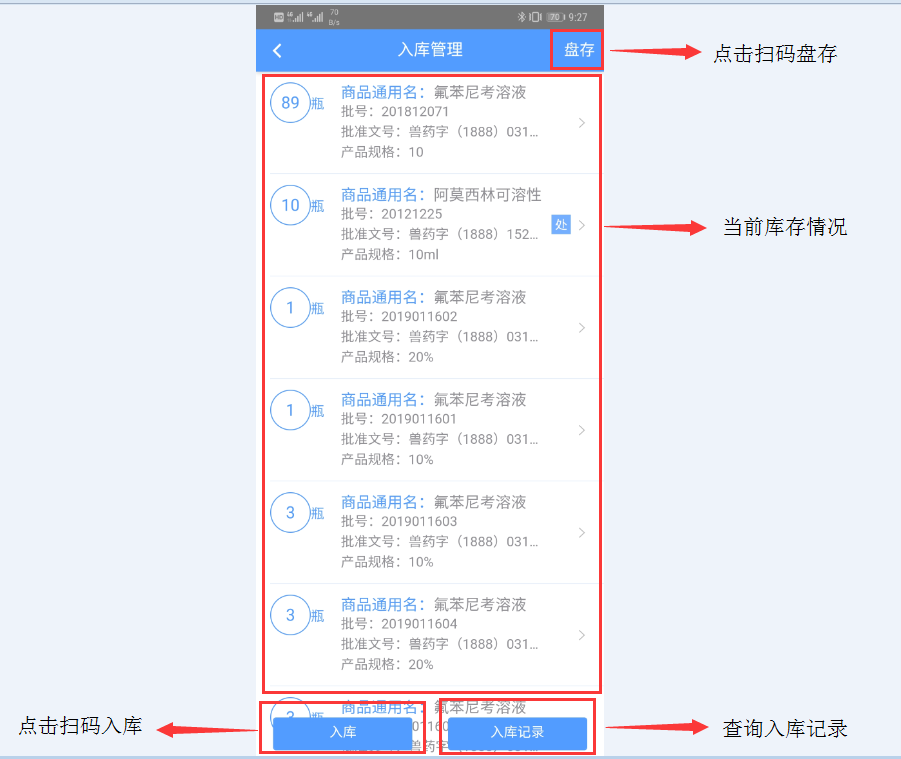 HD 46 46 70 B/s 70 9:27
入库管理
盘存
点击扫码盘存
89 瓶
商品通用名：氟苯尼考溶液
批号：201812071
批准文号：兽药字（1888）031...
产品规格：10
10 瓶
商品通用名：阿莫西林可溶性
批号：20121225
批准文号：兽药字（1888）152...
产品规格：10ml
处
当前库存情况
1 瓶
商品通用名：氟苯尼考溶液
批号：2019011602
批准文号：兽药字（1888）031...
产品规格：20%
1 瓶
商品通用名：氟苯尼考溶液
批号：2019011601
批准文号：兽药字（1888）031...
产品规格：10%
3 瓶
商品通用名：氟苯尼考溶液
批号：2019011603
批准文号：兽药字（1888）031...
产品规格：10%
3 瓶
商品通用名：氟苯尼考溶液
批号：2019011604
批准文号：兽药字（1888）031...
产品规格：20%
商品通用名：氟苯尼考溶液
点击扫码入库
入库
入库记录
查询入库记录